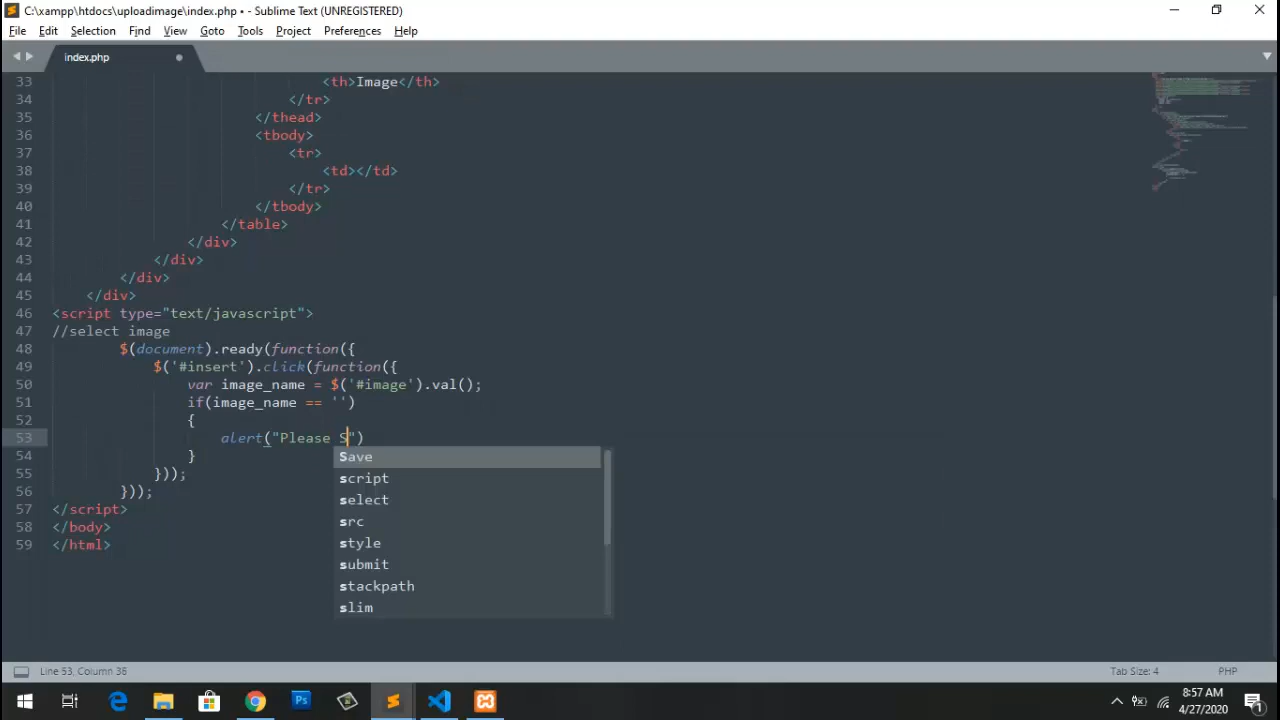 C:\xampp\htdocs\uploadimage\index.php • - Sublime Text (UNREGISTERED)
File Edit Selection Find View Goto Tools Project Preferences Help
index.php
33 <th>Image</th>
34 </tr>
35 </thead>
36 <tbody>
37 <tr>
38 <td></td>
39 </tr>
40 </tbody>
41 </table>
42 </div>
43 </div>
44 </div>
45 </div>
46 <script type="text/javascript">
47 //select image
48 $(document).ready(function({
49 $('#insert').click(function({
50 var image_name = $('#image').val();
51 if(image_name == '')
52 {
53 alert("Please S")
54 }
55 }));
56 }));
57 </script>
58 </body>
59 </html>
Save
script
select
src
style
submit
stackpath
slim
Line 53, Column 36 Tab Size: 4 PHP
Ps
8:57 AM
4/27/2020
1